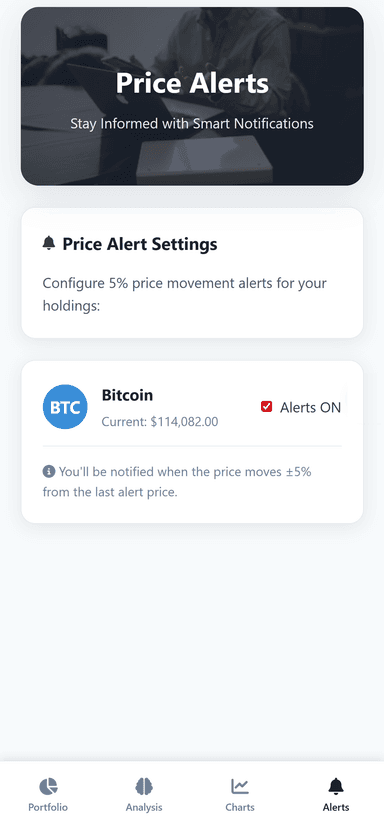 Price Alerts
Stay Informed with Smart Notifications
Price Alert Settings
Configure 5% price movement alerts for your
holdings:
BTC
Bitcoin
Current: $114,082.00
Alerts ON
You'll be notified when the price moves ±5%
from the last alert price.
Portfolio
Analysis
Charts
Alerts